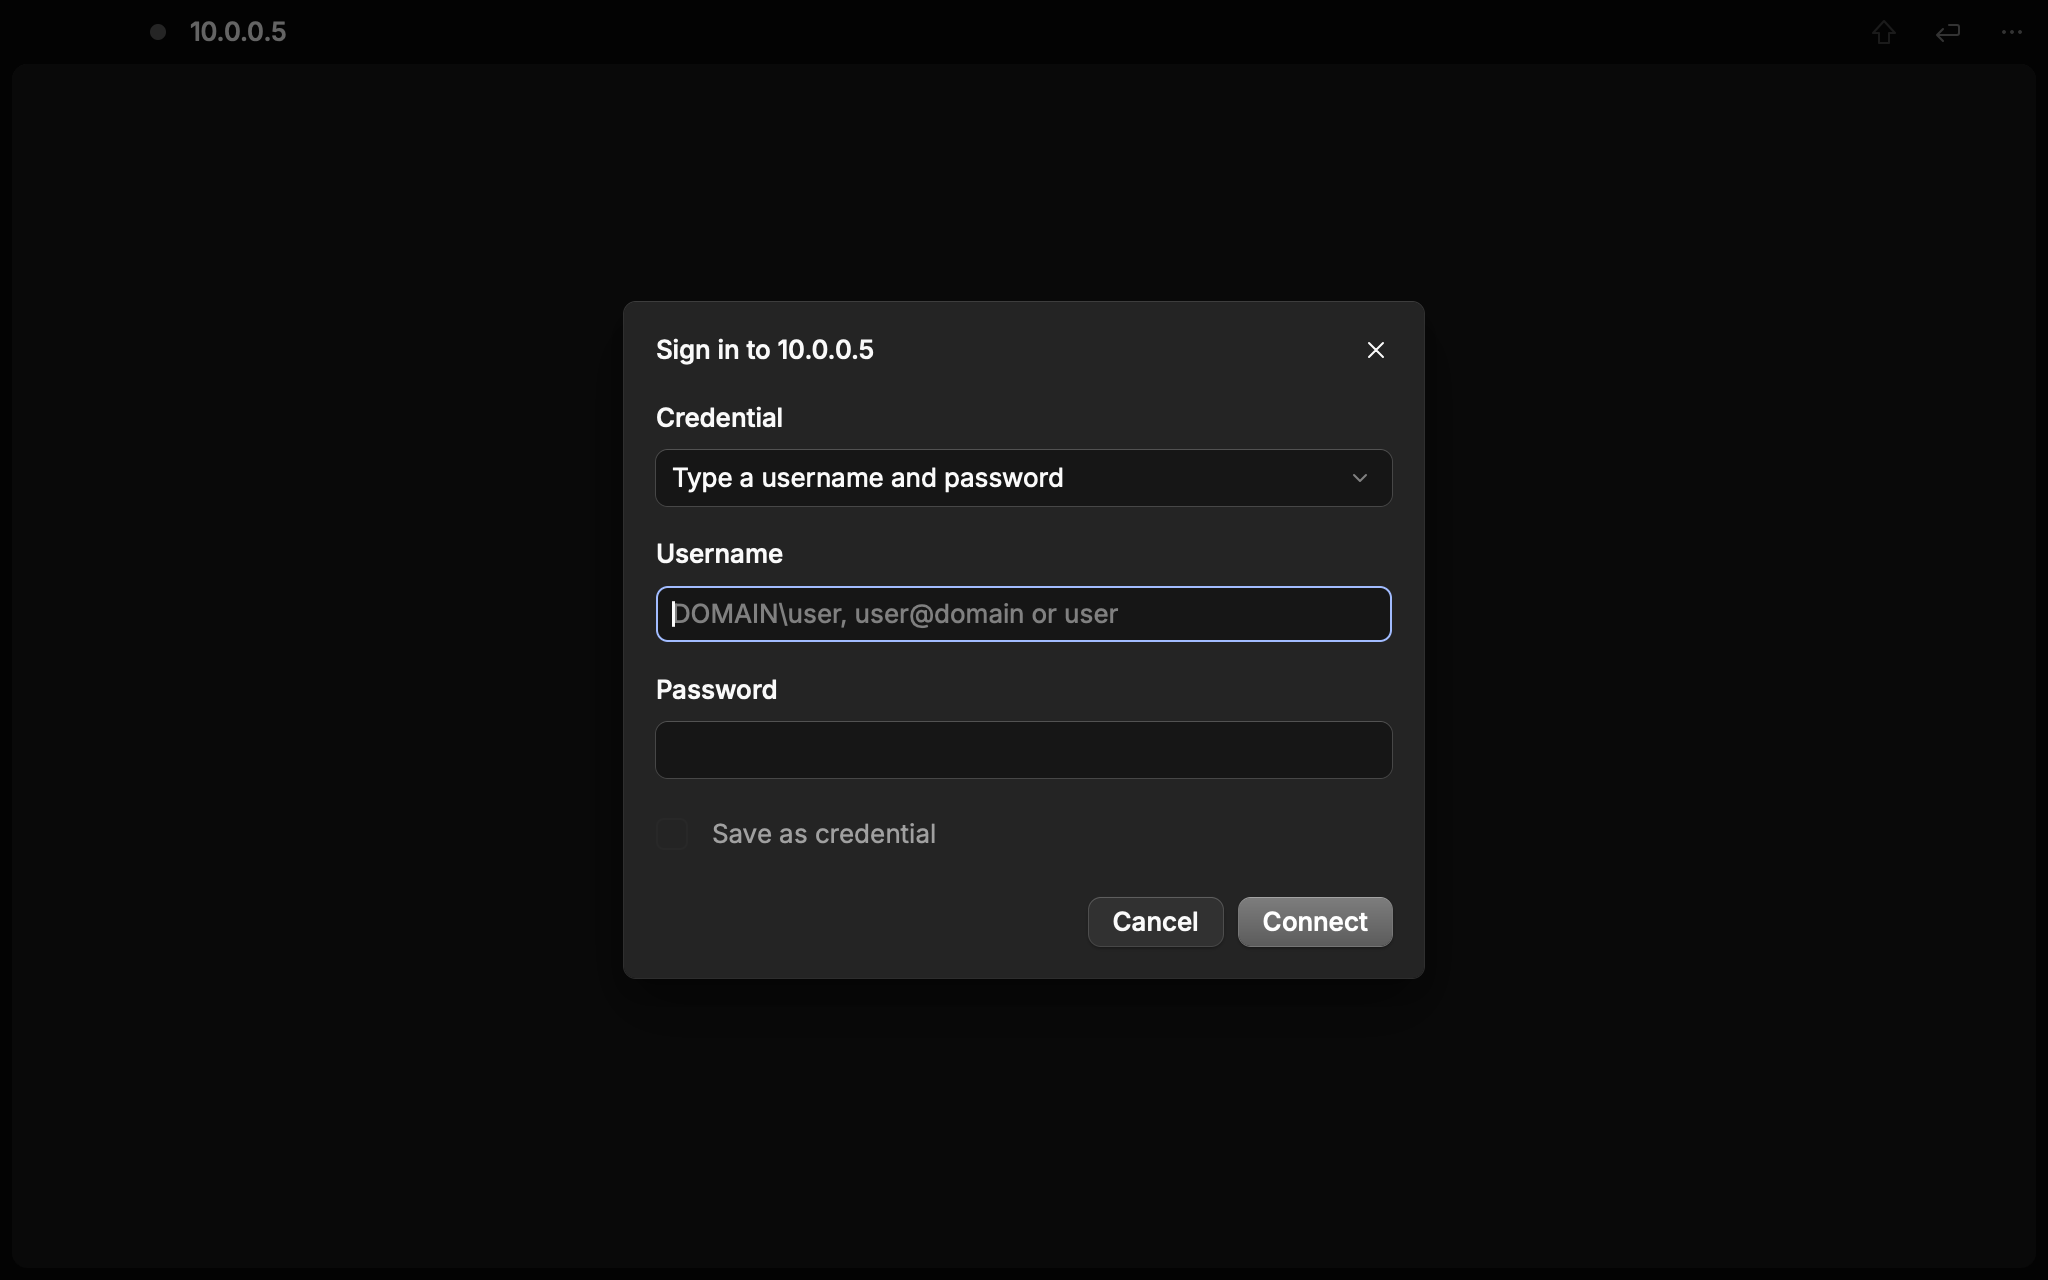 10.0.0.5
Sign in to 10.0.0.5
Credential
Type a username and password
Username
DOMAIN\user, user@domain or user
Password
Save as credential
Cancel
Connect